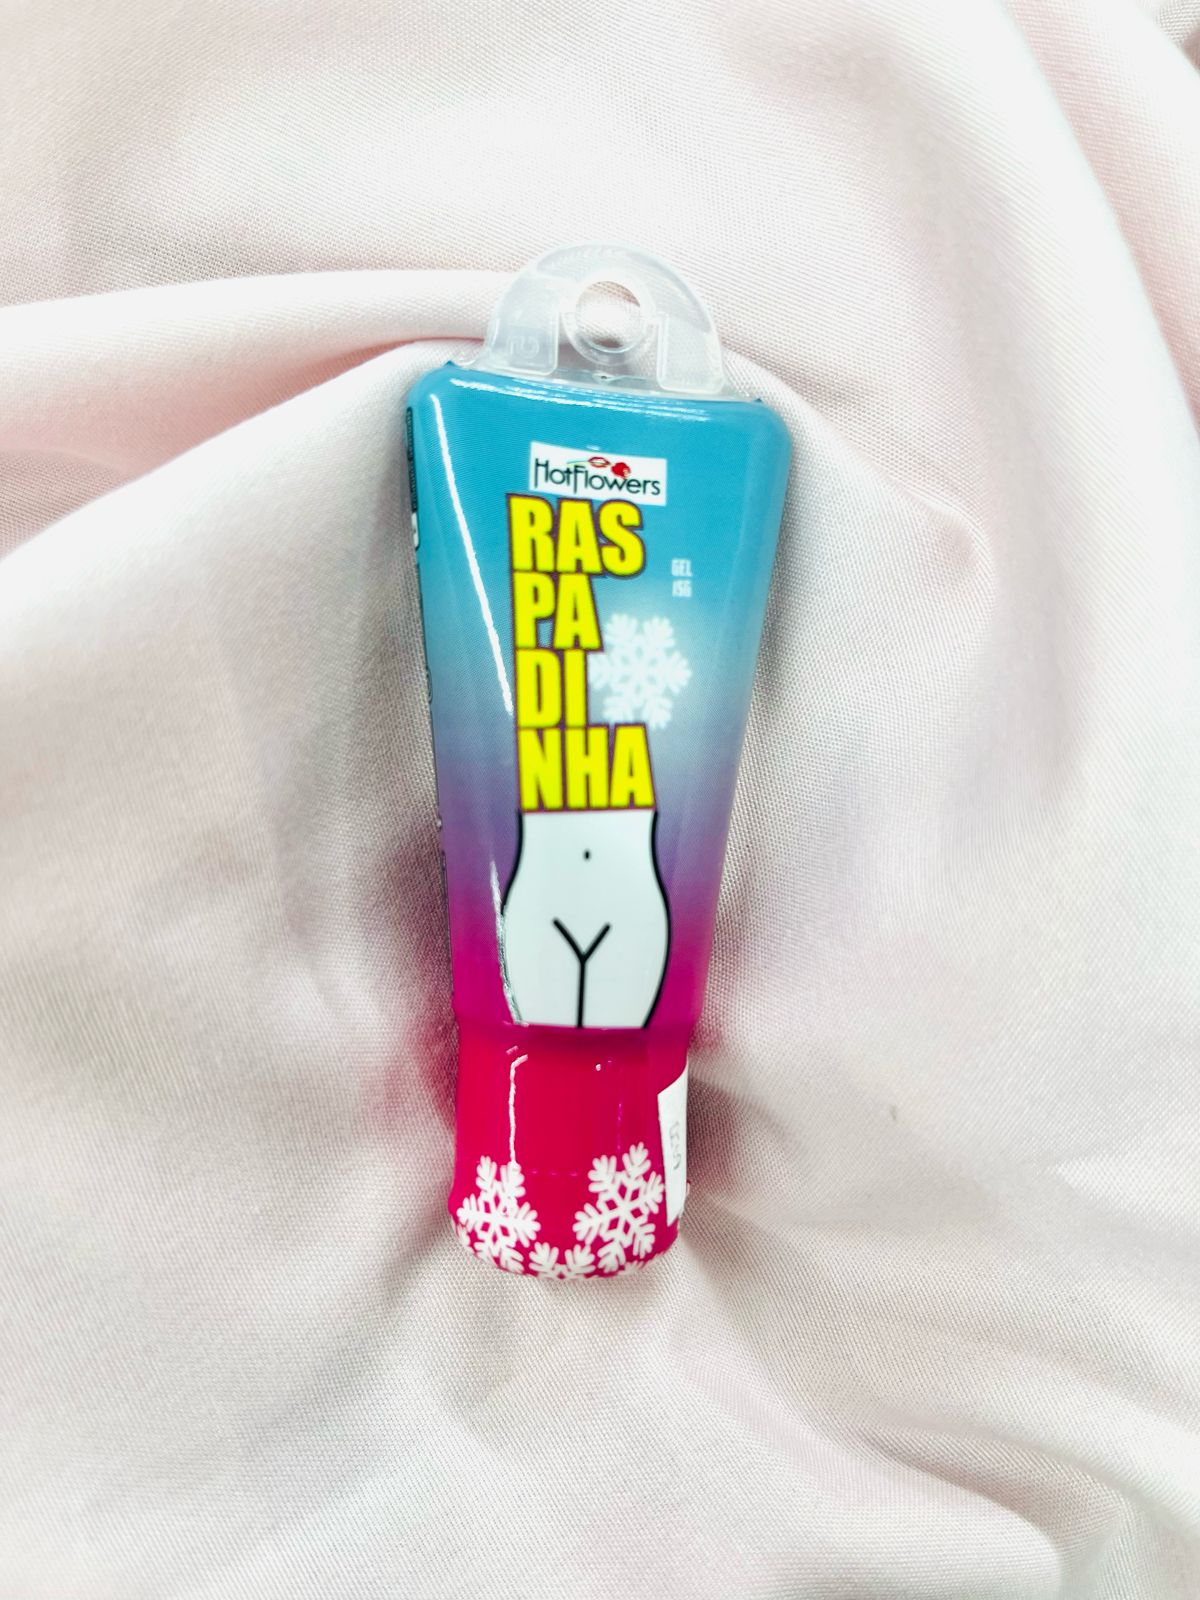 HotFlowers
RAS
PA
DI
NHA
GEL
15G